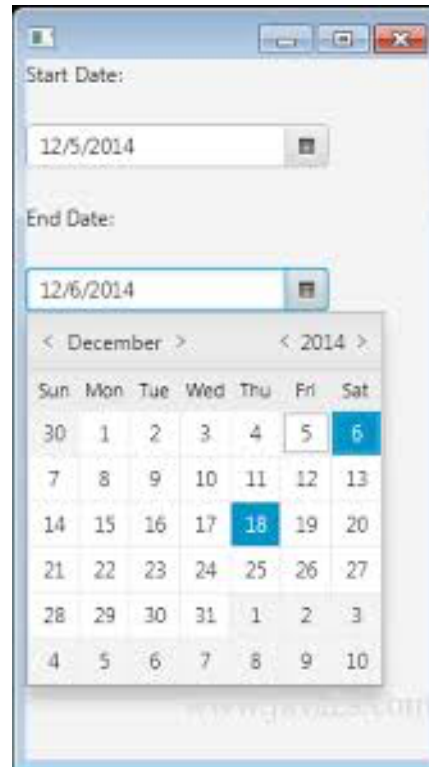 Start Date:
12/5/2014
End Date:
12/6/2014
< December > < 2014 >
Sun Mon Tue Wed Thu Fri Sat
30 1 2 3 4 5 6
7 8 9 10 11 12 13
14 15 16 17 18 19 20
21 22 23 24 25 26 27
28 29 30 31 1 2 3
4 5 6 7 8 9 10